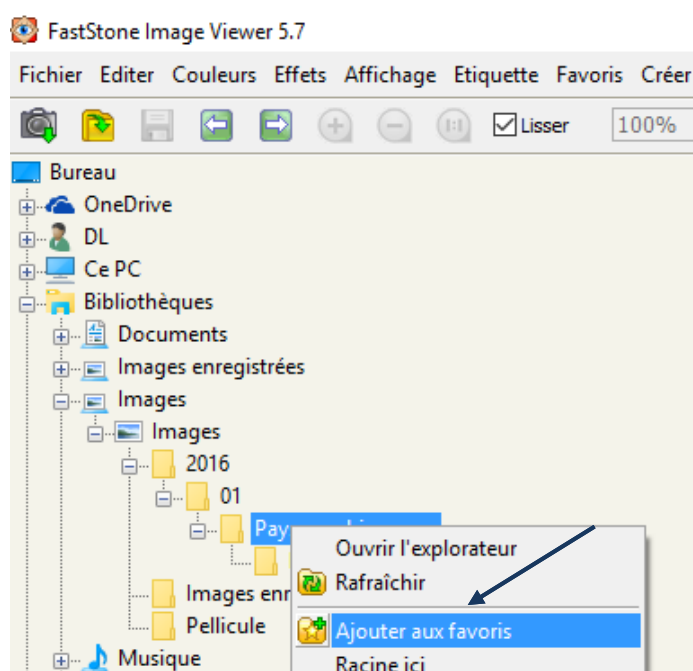 FastStone Image Viewer 5.7
Fichier Editer Couleurs Effets Affichage Etiquette Favoris Créer
Lisser 100%
Bureau
OneDrive
DL
Ce PC
Bibliothèques
Documents
Images enregistrées
Images
Images
2016
01
Ouvrir l'explorateur
Rafraîchir
Images enr
Pellicule
Ajouter aux favoris
Musique
Racine ici